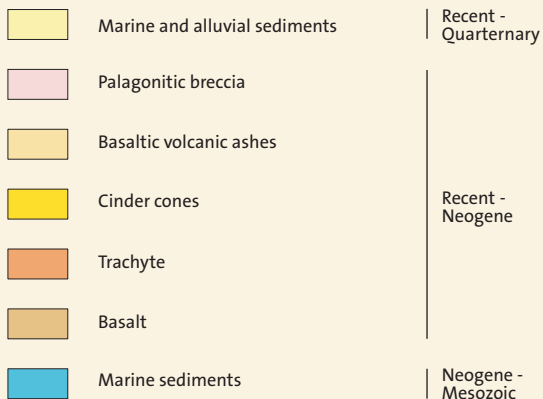 Marine and alluvial sediments
Recent -
Quarternary
Palagonitic breccia
Basaltic volcanic ashes
Cinder cones
Recent -
Neogene
Trachyte
Basalt
Marine sediments
Neogene -
Mesozoic